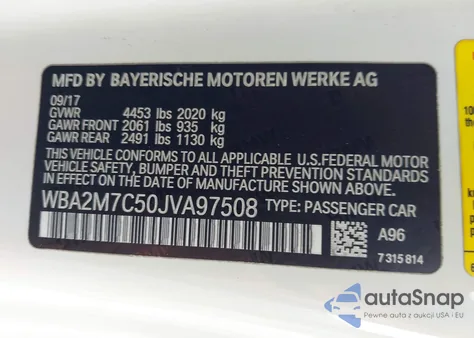 MFD BY BAYERISCHE MOTOREN WERKE AG
09/17
GVWR 4453 lbs 2020 kg
GAWR FRONT 2061 lbs 935 kg
GAWR REAR 2491 lbs 1130 kg
THIS VEHICLE CONFORMS TO ALL APPLICABLE U.S.FEDERAL MOTOR
VEHICLE SAFETY, BUMPER AND THEFT PREVENTION STANDARDS IN
EFFECT ON THE DATE OF MANUFACTURE SHOWN ABOVE.
WBA2M7C50JVA97508 TYPE: PASSENGER CAR
A96
7 315 814
autoSnap
Pewne auta z aukcji USA i EU